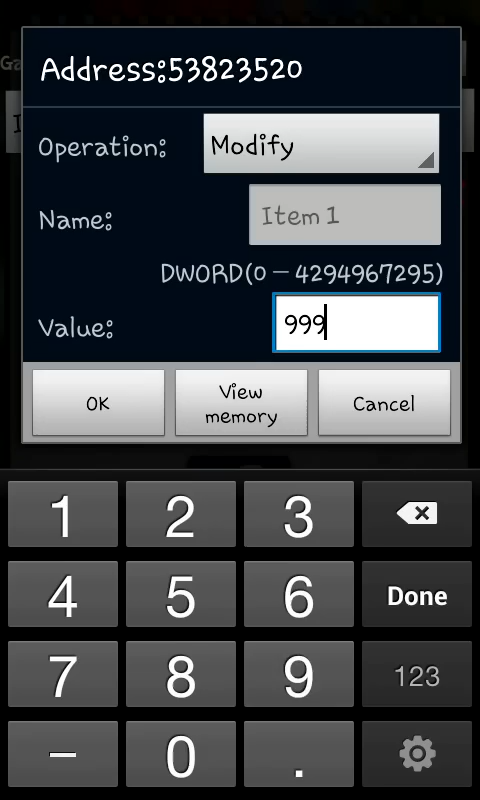 Ga
I
Address:53823520
Operation: Modify
Name: Item 1
DWORD(0 – 4294967295)
Value: 999
OK View memory Cancel
1 2 3
4 5 6 Done
7 8 9 123
– 0 .